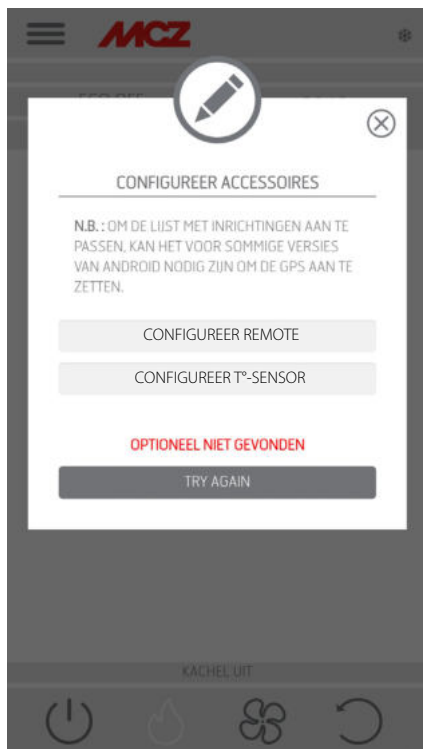 MCZ
CONFIGUREER ACCESSOIRES
N.B. : OM DE LIJST MET INRICHTINGEN AAN TE
PASSEN, KAN HET VOOR SOMMIGE VERSIES
VAN ANDROID NODIG ZIJN OM DE GPS AAN TE
ZETTEN.
CONFIGUREER REMOTE
CONFIGUREER T°-SENSOR
OPTIONEEL NIET GEVONDEN
TRY AGAIN
KACHEL UIT